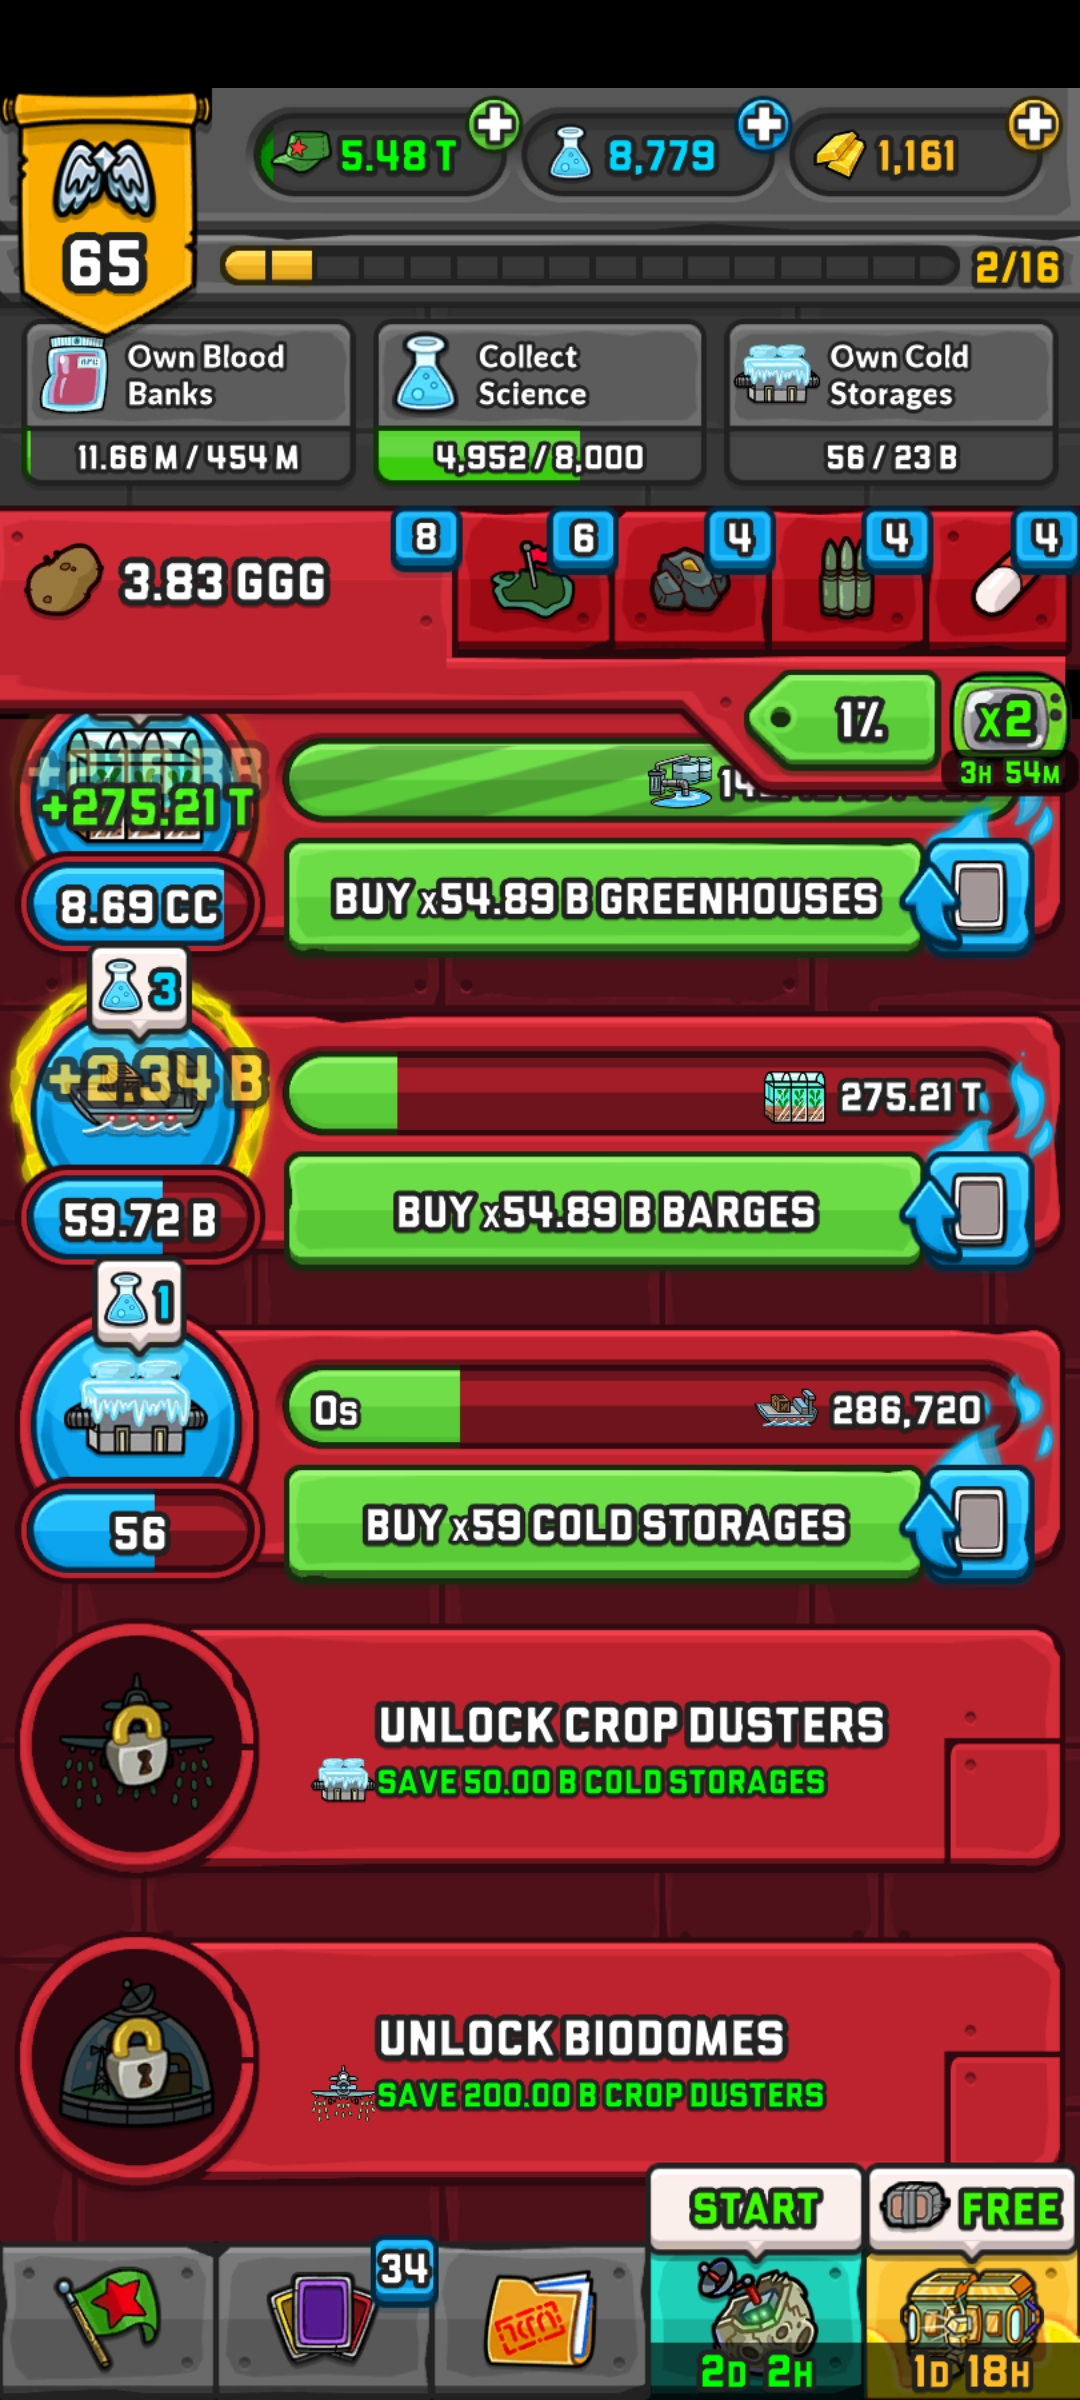 65
5.48 T
8,779
1,161
2/16
Own Blood Banks
11.66 M / 454 M
Collect Science
4,952 / 8,000
Own Cold Storages
56 / 23 B
3.83 GGG
8
6
4
4
4
1%
x2
3H 54M
+275.21 T
8.69 CC
BUY x54.89 B GREENHOUSES
3
+2.34 B
275.21 T
59.72 B
BUY x54.89 B BARGES
1
0s
286,720
56
BUY x59 COLD STORAGES
UNLOCK CROP DUSTERS
SAVE 50.00 B COLD STORAGES
UNLOCK BIODOMES
SAVE 200.00 B CROP DUSTERS
START
FREE
34
2D 2H
1D 18H